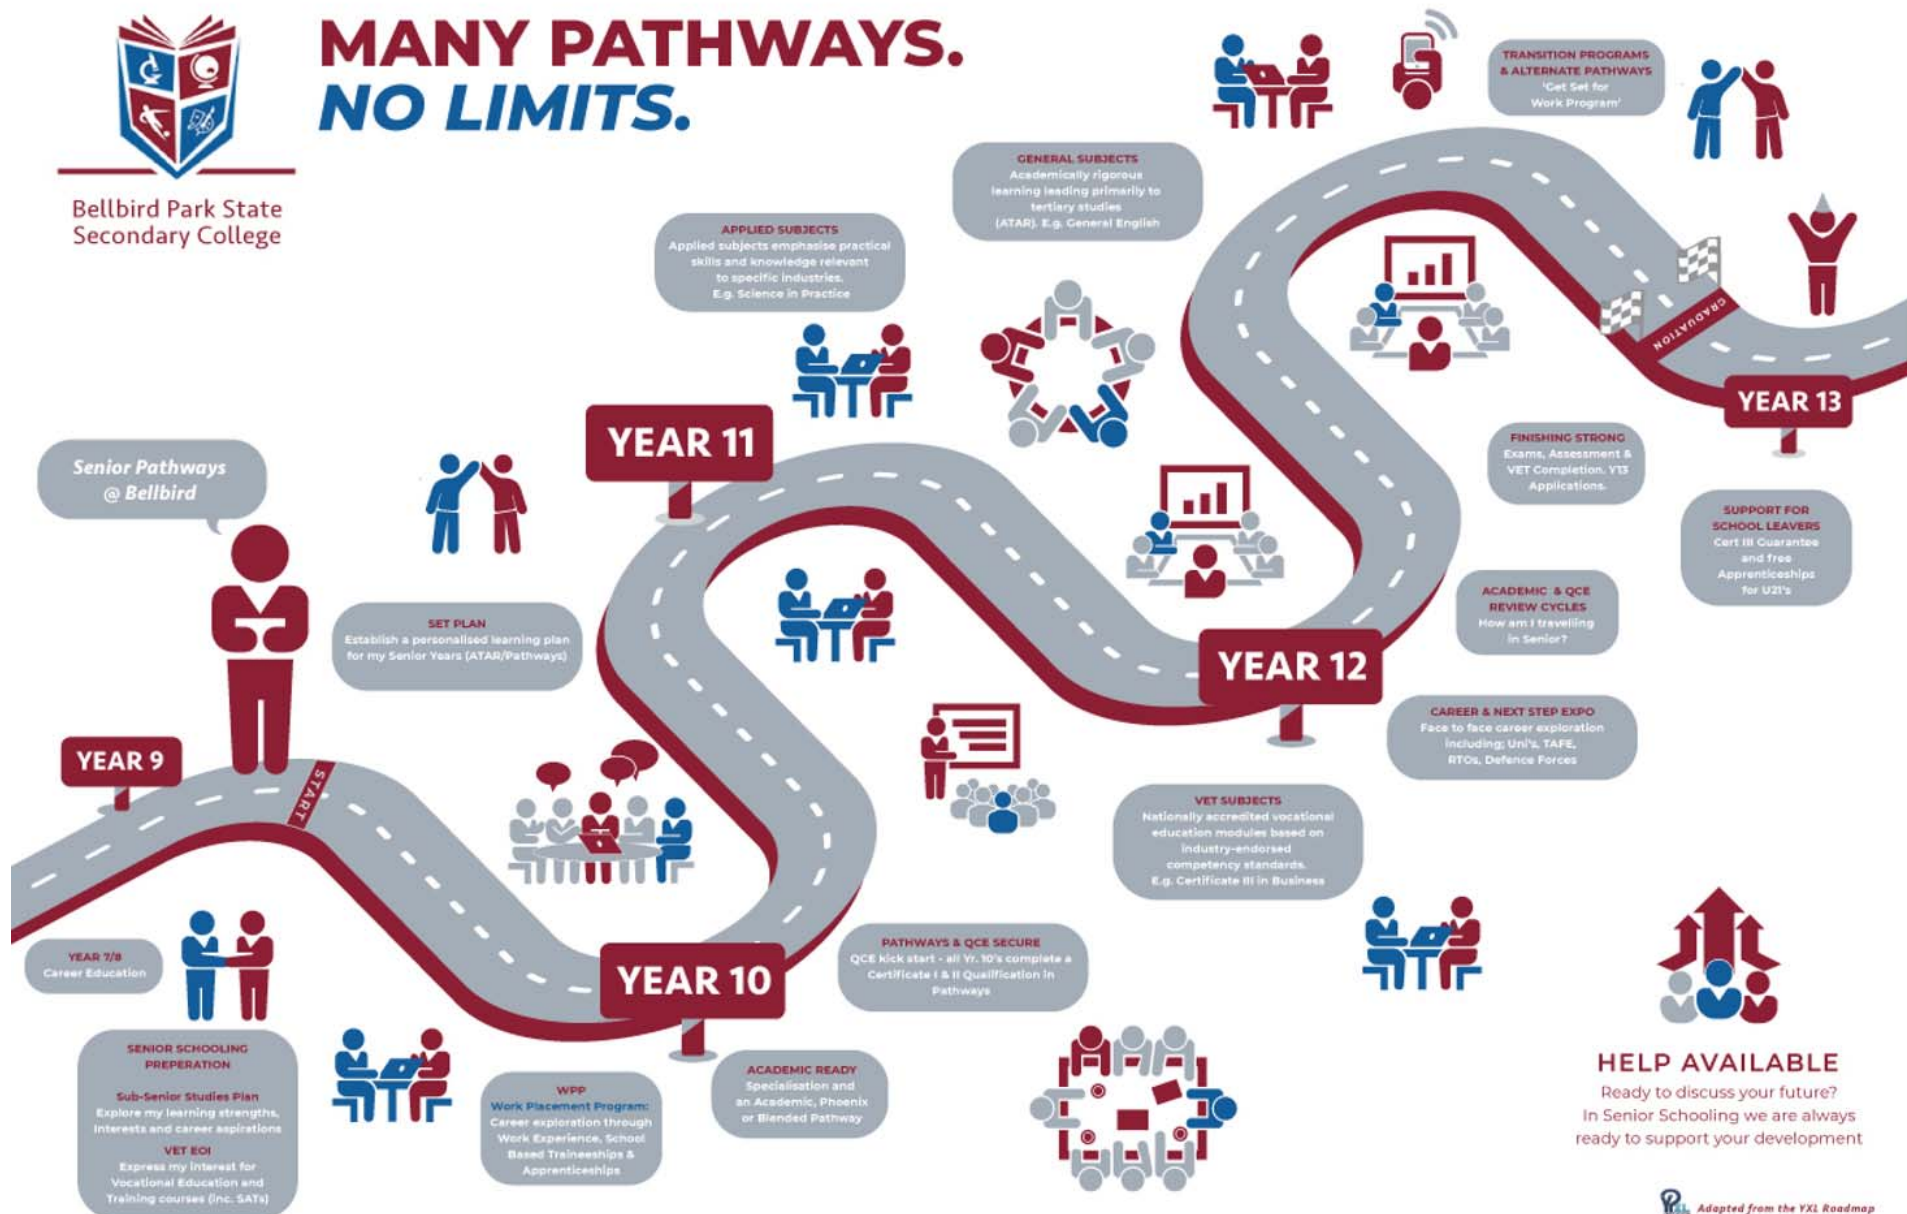 MANY PATHWAYS.
NO LIMITS.
Bellbird Park State
Secondary College
TRANSITION PROGRAMS
& ALTERNATE PATHWAYS
'Get Set for
Work Program'
GENERAL SUBJECTS
Academically rigorous
learning leading primarily to
tertiary studies
(ATAR). E.g. General English
APPLIED SUBJECTS
Applied subjects emphasise practical
skills and knowledge relevant
to specific industries.
E.g. Science in Practice
GRADUATION
YEAR 13
YEAR 11
FINISHING STRONG
Exams, Assessment &
VET Completion. Y13
Applications.
Senior Pathways
@ Bellbird
SUPPORT FOR
SCHOOL LEAVERS
Cert III Guarantee
and free
Apprenticeships
for U21's
ACADEMIC & QCE
REVIEW CYCLES
How am I travelling
in Senior?
SET PLAN
Establish a personalised learning plan
for my Senior Years (ATAR/Pathways)
YEAR 12
CAREER & NEXT STEP EXPO
Face to face career exploration
including; Uni's, TAFE,
RTOs, Defence Forces
YEAR 9
START
VET SUBJECTS
Nationally accredited vocational
education modules based on
industry-endorsed
competency standards.
E.g. Certificate III in Business
YEAR 7/8
Career Education
YEAR 10
PATHWAYS & QCE SECURE
QCE kick start - all Yr. 10's complete a
Certificate I & II Qualification in
Pathways
SENIOR SCHOOLING
PREPERATION
Sub-Senior Studies Plan
Explore my learning strengths,
Interests and career aspirations
VET EOI
Express my interest for
Vocational Education and
Training courses (inc. SATs)
WPP
Work Placement Program:
Career exploration through
Work Experience, School
Based Traineeships &
Apprenticeships
ACADEMIC READY
Specialisation and
an Academic, Phoenix
or Blended Pathway
HELP AVAILABLE
Ready to discuss your future?
In Senior Schooling we are always
ready to support your development
Adapted from the YXL Roadmap